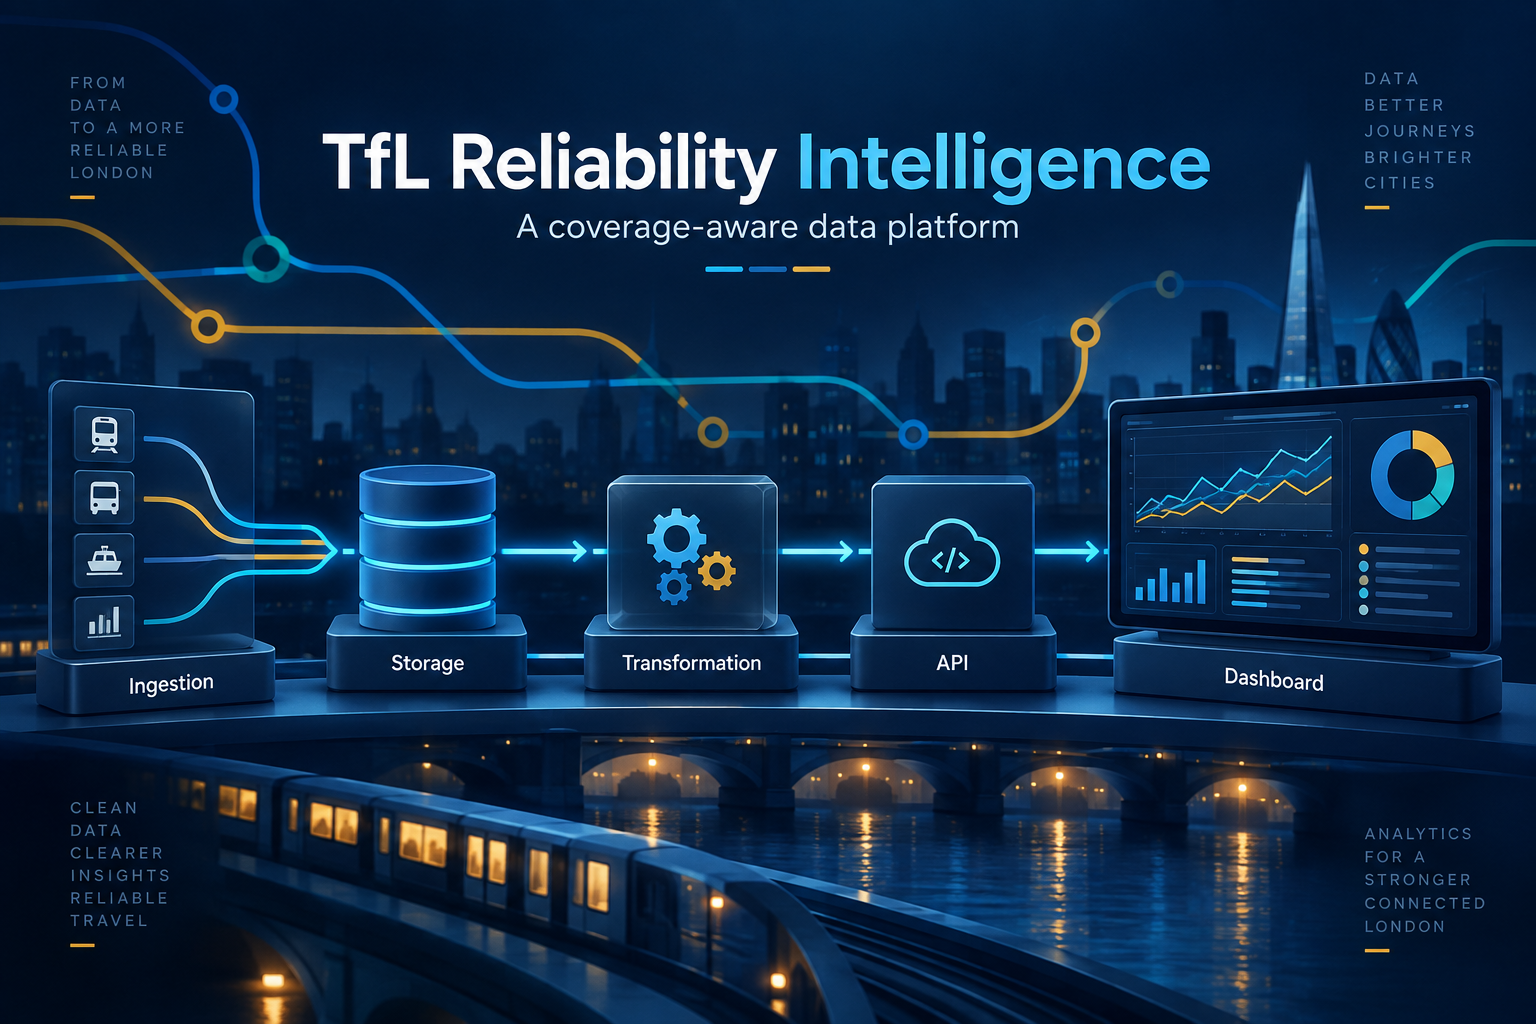 FROM
DATA
TO A MORE
RELIABLE
LONDON
DATA
BETTER
JOURNEYS
BRIGHTER
CITIES
TfL Reliability Intelligence
A coverage-aware data platform
Ingestion
Storage
Transformation
API
Dashboard
</>
CLEAN
DATA
CLEARER
INSIGHTS
RELIABLE
TRAVEL
ANALYTICS
FOR A
STRONGER
CONNECTED
LONDON